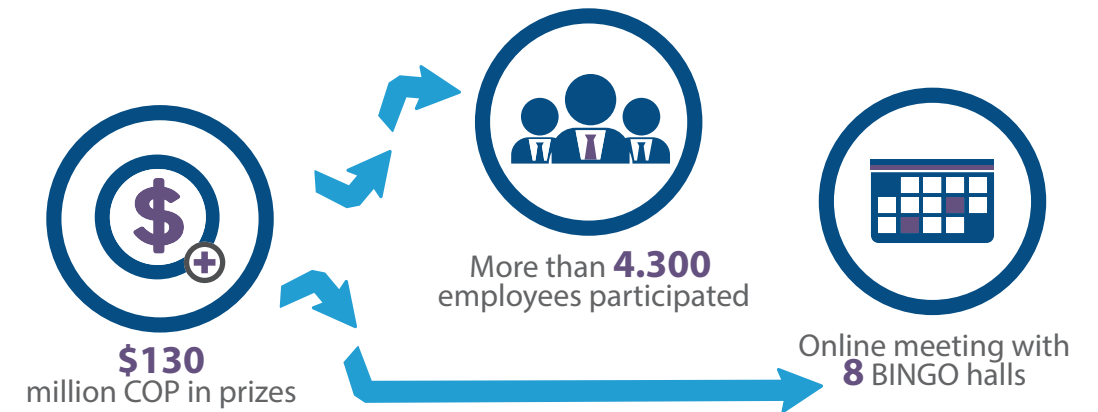 $130
million COP in prizes
More than 4.300
employees participated
Online meeting with
8 BINGO halls